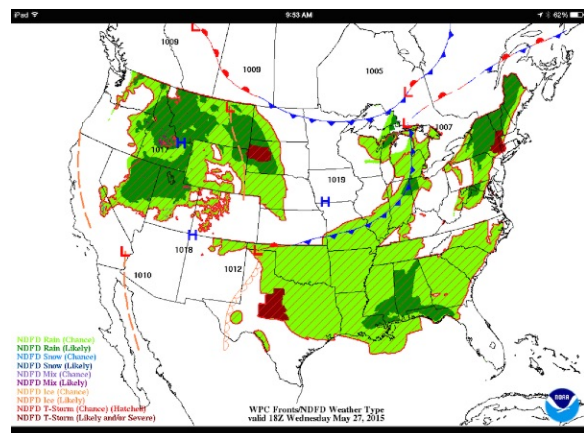 iPad 9:53 AM 62%
1009
1009
L
1005
L
L
L
1007
1017 H
1019
H
H
1018
L
L
1010
1012
NDFD Rain (Chance)
NDFD Rain (Likely)
NDFD Snow (Chance)
NDFD Snow (Likely)
NDFD Mix (Chance)
NDFD Mix (Likely)
NDFD Ice (Chance)
NDFD Ice (Likely)
NDFD T-Storm (Chance) (Hatched)
NDFD T-Storm (Likely and/or Severe)
WPC Fronts/NDFD Weather Type
valid 18Z Wednesday May 27, 2015
NOAA